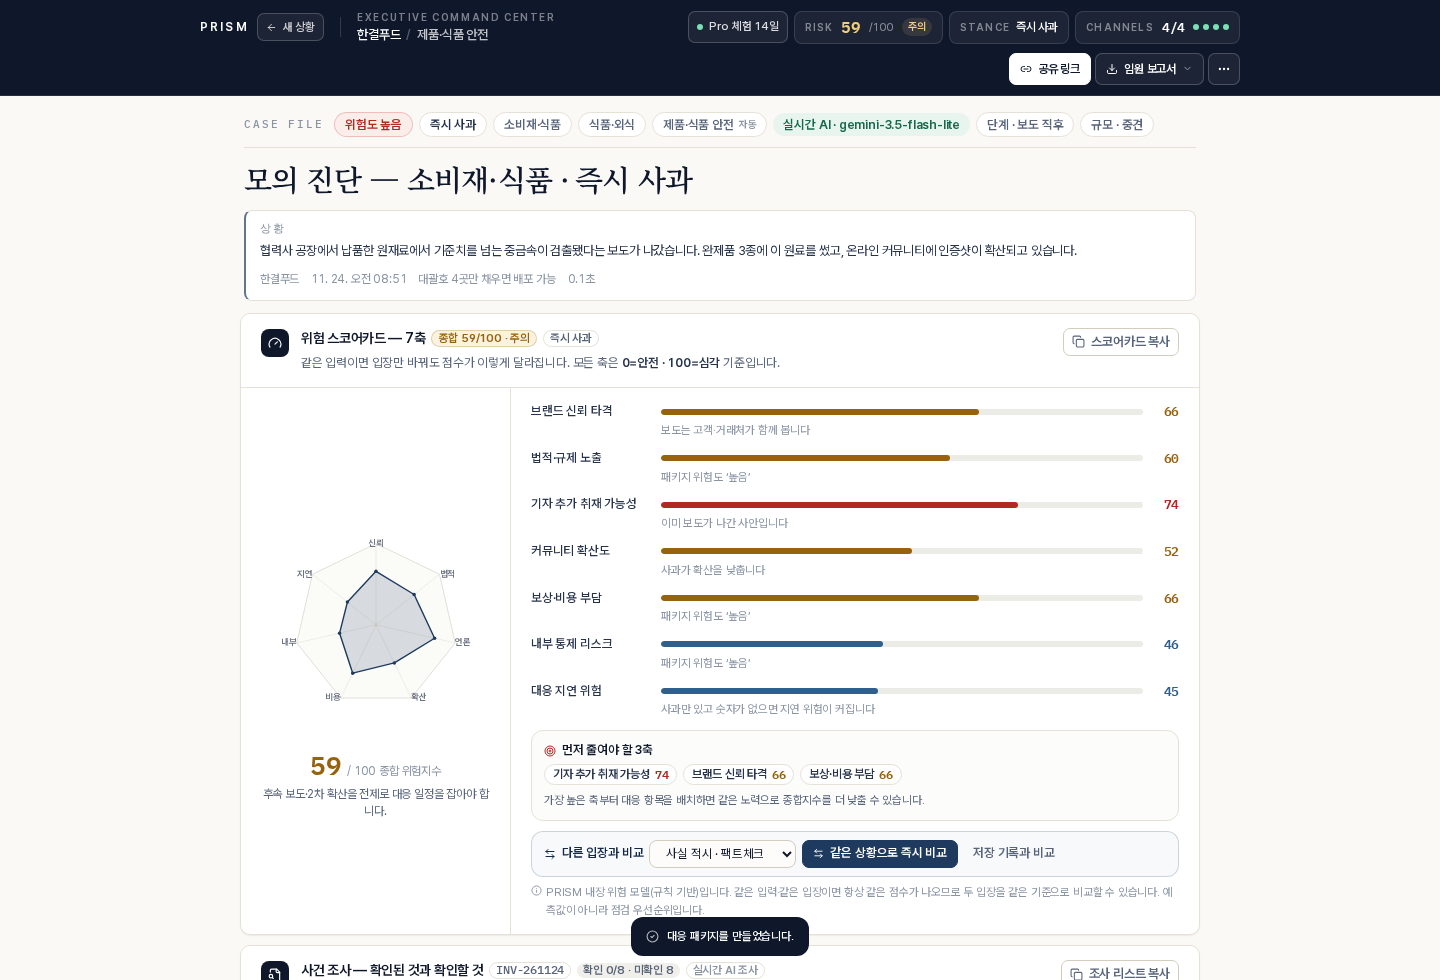 PRISM
← 새 상황
EXECUTIVE COMMAND CENTER
한결푸드 / 제품·식품 안전
Pro 체험 14일
RISK 59 /100 주의
STANCE 즉시 사과
CHANNELS 4/4
공유 링크
임원 보고서
···
CASE FILE
위험도 높음
즉시 사과
소비재·식품
식품·외식
제품·식품 안전 자동
실시간 AI · gemini-3.5-flash-lite
단계 · 보도 직후
규모 · 중견
모의 진단 — 소비재·식품 · 즉시 사과
상황
협력사 공장에서 납품한 원재료에서 기준치를 넘는 중금속이 검출됐다는 보도가 나갔습니다. 완제품 3종에 이 원료를 썼고, 온라인 커뮤니티에 인증샷이 확산되고 있습니다.
한결푸드 11. 24. 오전 08:51 대괄호 4곳만 채우면 배포 가능 0.1초
위험 스코어카드 — 7축 종합 59/100 · 주의 즉시 사과
같은 입력이면 입장만 바꿔도 점수가 이렇게 달라집니다. 모든 축은 0=안전 · 100=심각 기준입니다.
스코어카드 복사
신뢰
법적
언론
확산
비용
내부
지연
59 / 100 종합 위험지수
후속 보도·2차 확산을 전제로 대응 일정을 잡아야 합
니다.
브랜드 신뢰 타격 66
보도는 고객·거래처가 함께 봅니다
법적·규제 노출 60
패키지 위험도 ‘높음’
기자 추가 취재 가능성 74
이미 보도가 나간 사안입니다
커뮤니티 확산도 52
사과가 확산을 낮춥니다
보상·비용 부담 66
패키지 위험도 ‘높음’
내부 통제 리스크 46
패키지 위험도 ‘높음’
대응 지연 위험 45
사과만 있고 숫자가 없으면 지연 위험이 커집니다
먼저 줄여야 할 3축
기자 추가 취재 가능성 74
브랜드 신뢰 타격 66
보상·비용 부담 66
가장 높은 축부터 대응 항목을 배치하면 같은 노력으로 종합지수를 더 낮출 수 있습니다.
다른 입장과 비교
사실 적시 · 팩트체크
같은 상황으로 즉시 비교
저장 기록과 비교
PRISM 내장 위험 모델(규칙 기반)입니다. 같은 입력·같은 입장이면 항상 같은 점수가 나오므로 두 입장을 같은 기준으로 비교할 수 있습니다. 예
측값이 아니라 점검 우선순위입니다.
대응 패키지를 만들었습니다.
사건 조사 — 확인된 것과 확인할 것 INV-261124 확인 0/8 · 미확인 8 실시간 AI 조사
조사 리스트 복사